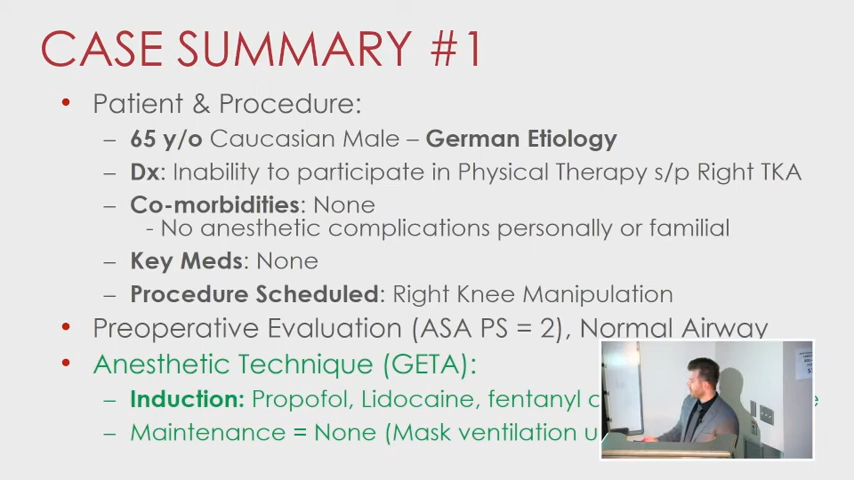 CASE SUMMARY #1
• Patient & Procedure:
– 65 y/o Caucasian Male – German Etiology
– Dx: Inability to participate in Physical Therapy s/p Right TKA
– Co-morbidities: None
- No anesthetic complications personally or familial
– Key Meds: None
– Procedure Scheduled: Right Knee Manipulation
• Preoperative Evaluation (ASA PS = 2), Normal Airway
• Anesthetic Technique (GETA):
– Induction: Propofol, Lidocaine, fentanyl
– Maintenance = None (Mask ventilation